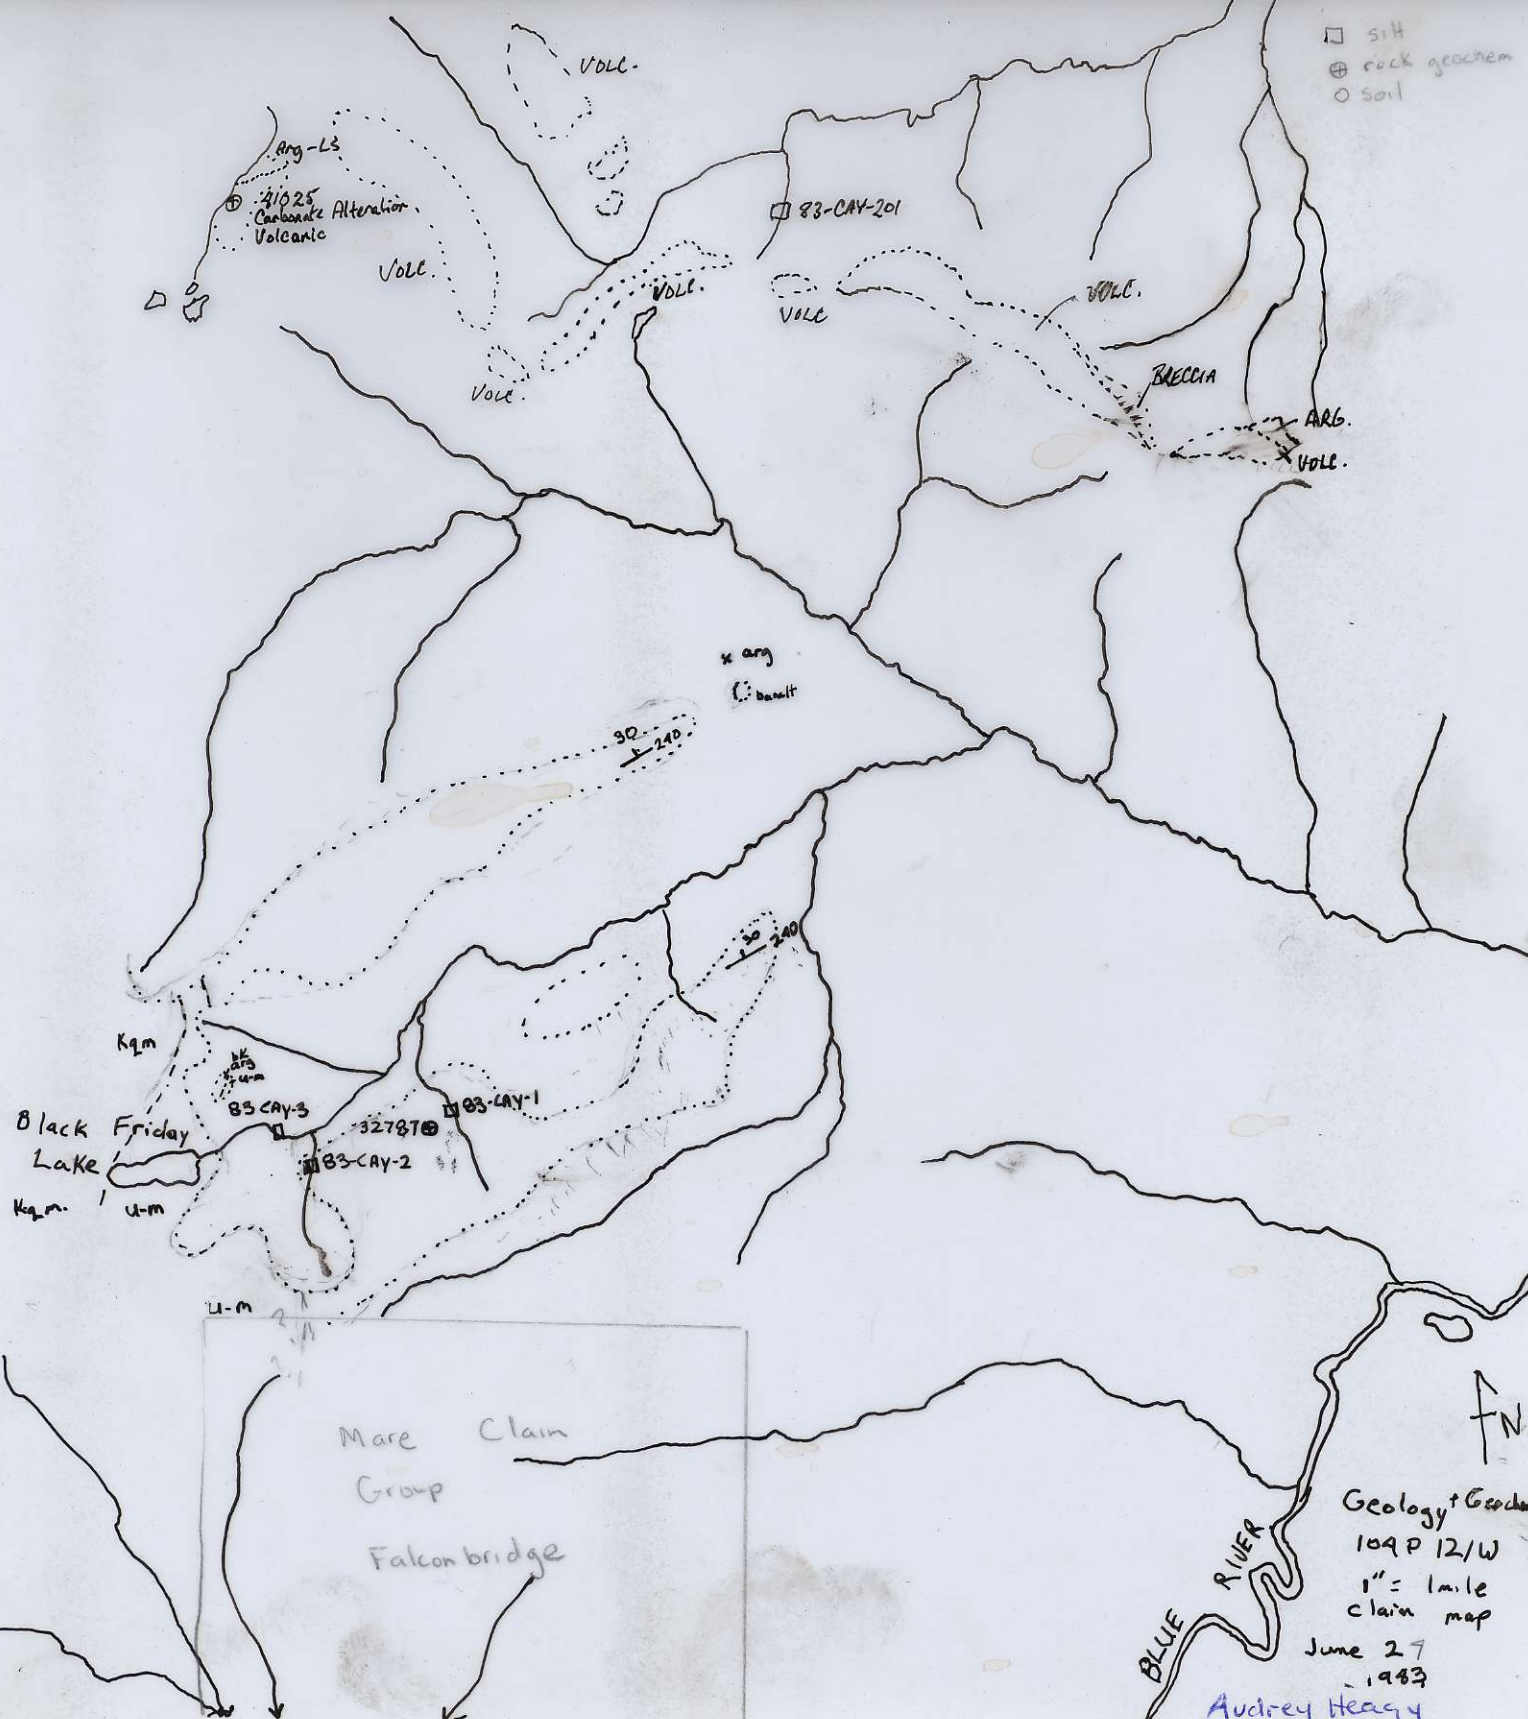 silt
rock geochem
soil
VOLC.
Arg-LS
41025
Carbonate Alteration.
Volcanic
83-CAY-201
VOLC.
VOLC.
VOLC
VOLC.
VOLC.
BRECCIA
ARG.
VOLC.
arg
basalt
30
240
30
240
Kqm
bk
arg
u-m
83 CAY-3
83-CAY-1
32787
83-CAY-2
Black Friday
Lake
Kqm.
u-m
u-m
Mare Claim
Group
Falconbridge
N
BLUE RIVER
Geology +
104P 12/W
1" = 1mile
claim map
June
1983
Audrey Heagy